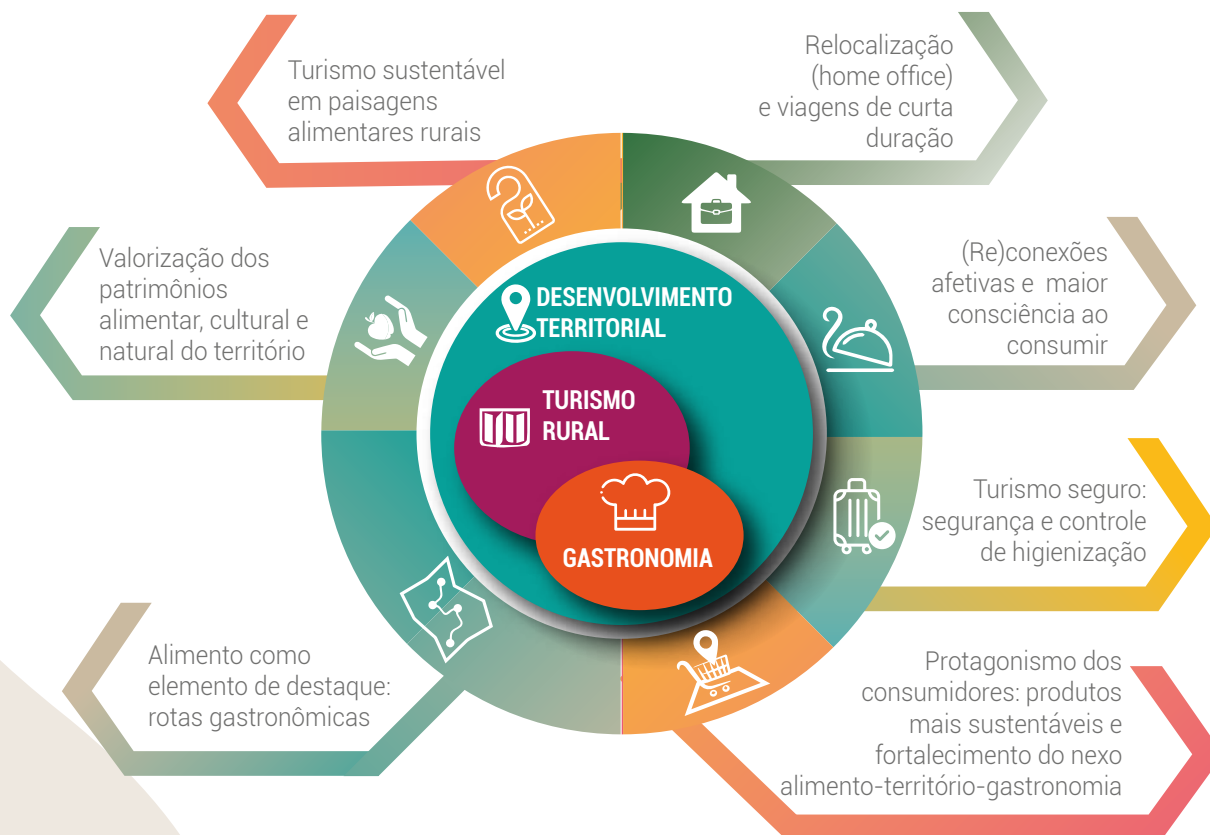 Turismo sustentável
em paisagens
alimentares rurais
Relocalização
(home office)
e viagens de curta
duração
Valorização dos
patrimônios
alimentar, cultural e
natural do território
(Re)conexões
afetivas e maior
consciência ao
consumir
DESENVOLVIMENTO
TERRITORIAL
TURISMO
RURAL
GASTRONOMIA
Turismo seguro:
segurança e controle
de higienização
Alimento como
elemento de destaque:
rotas gastronômicas
Protagonismo dos
consumidores: produtos
mais sustentáveis e
fortalecimento do nexo
alimento-território-gastronomia